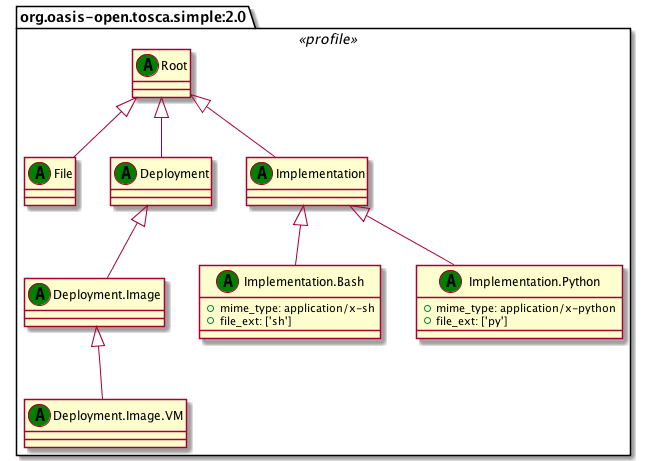 org.oasis-open.tosca.simple:2.0
«profile»
A Root
A File
A Deployment
A Implementation
A Deployment.Image
A Implementation.Bash
mime_type: application/x-sh
file_ext: ['sh']
A Implementation.Python
mime_type: application/x-python
file_ext: ['py']
A Deployment.Image.VM